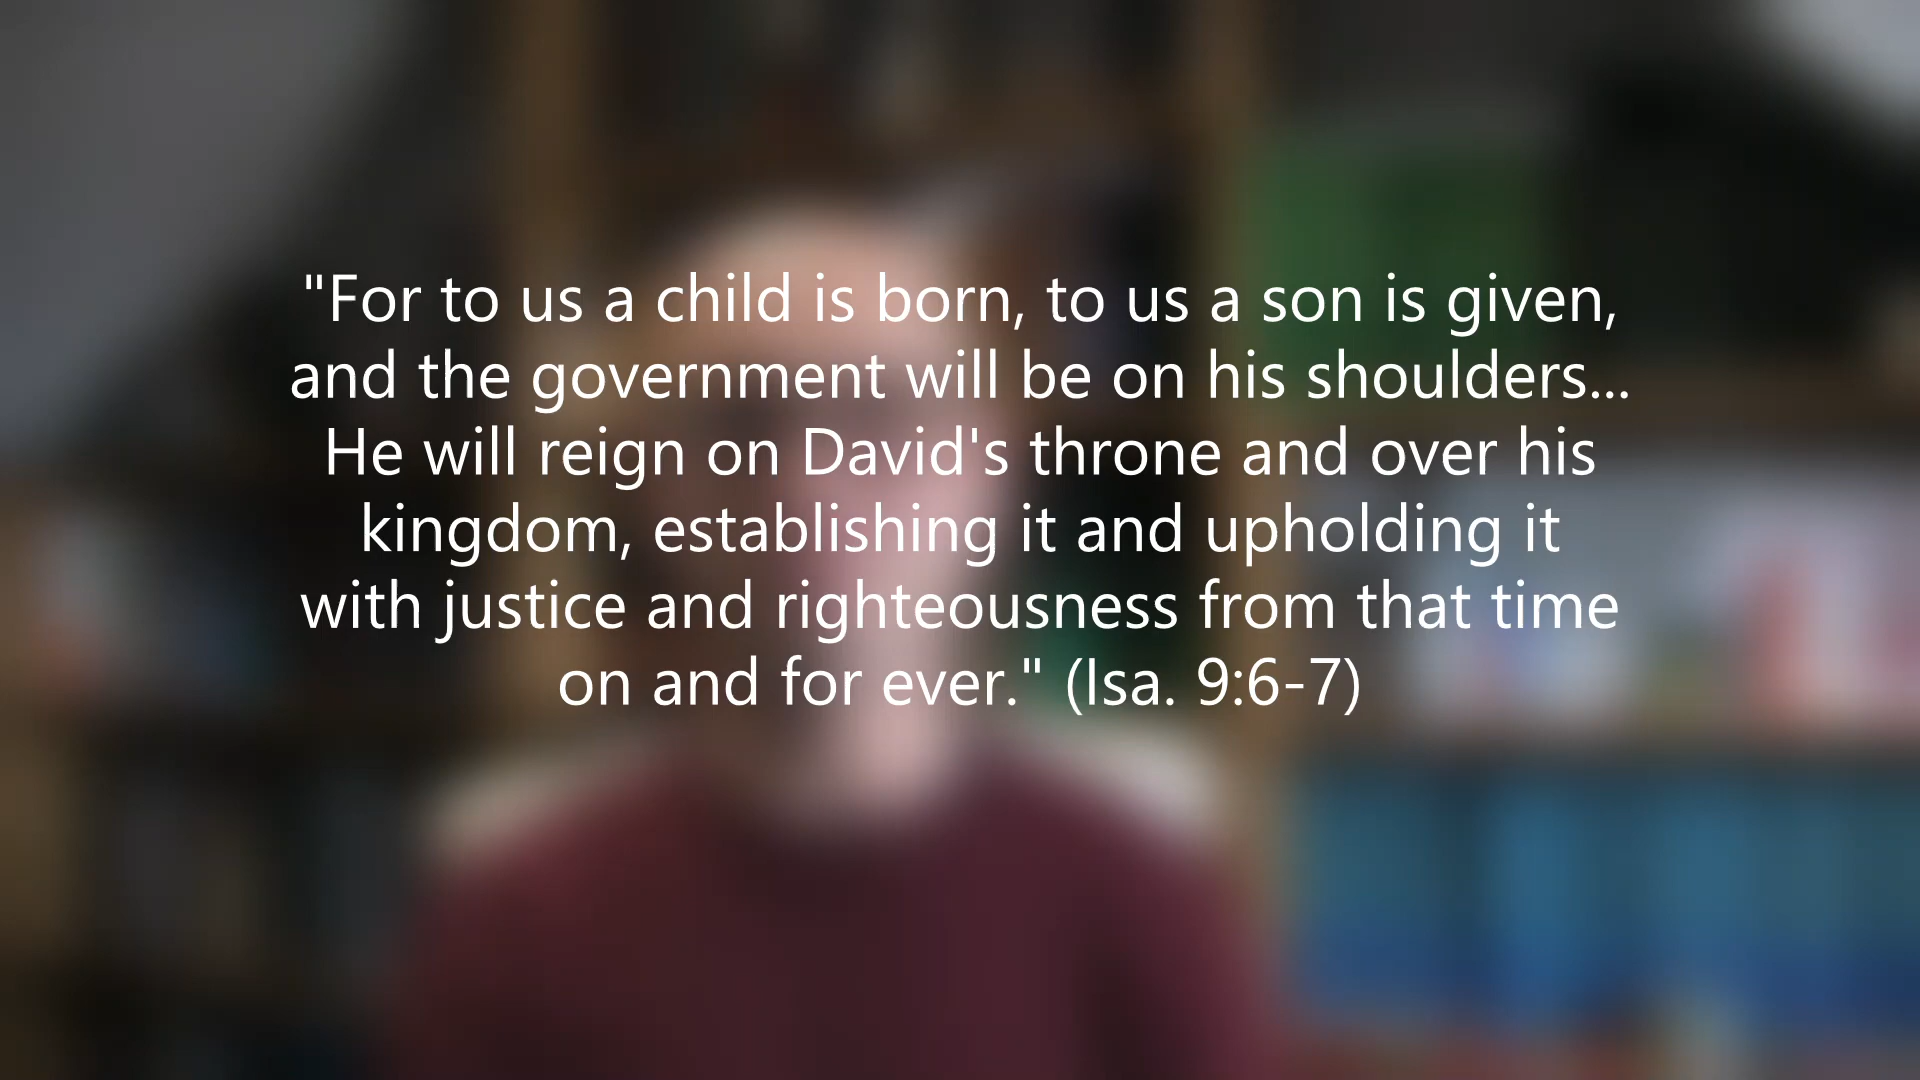 "For to us a child is born, to us a son is given,
and the government will be on his shoulders...
He will reign on David's throne and over his
kingdom, establishing it and upholding it
with justice and righteousness from that time
on and for ever." (Isa. 9:6-7)